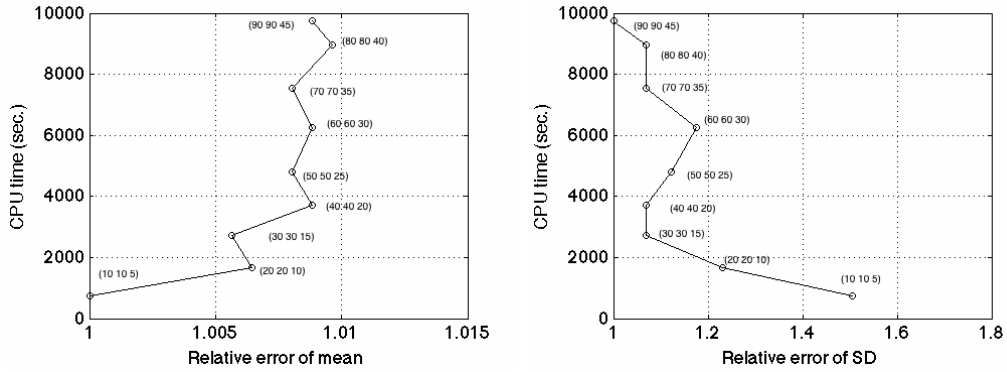 10000
8000
6000
4000
2000
0
CPU time (sec.)
(90 90 45)
(80 80 40)
(70 70 35)
(60 60 30)
(50 50 25)
(40 40 20)
(30 30 15)
(20 20 10)
(10 10 5)
1
1.005
1.01
1.015
Relative error of mean
10000
8000
6000
4000
2000
0
CPU time (sec.)
(90 90 45)
(80 80 40)
(70 70 35)
(60 60 30)
(50 50 25)
(40 40 20)
(30 30 15)
(20 20 10)
(10 10 5)
1
1.2
1.4
1.6
1.8
Relative error of SD